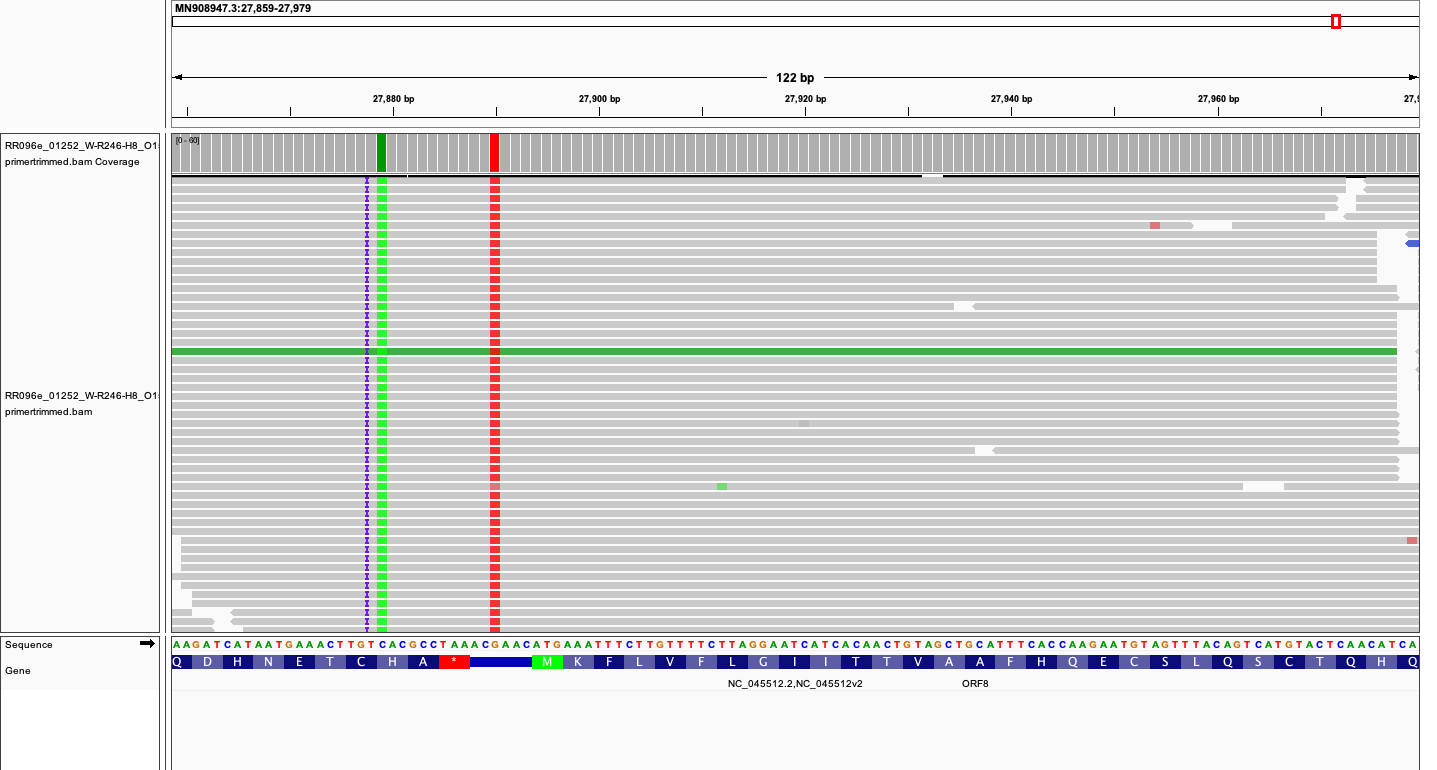 MN908947.3:27,859-27,979
122 bp
27,880 bp 27,900 bp 27,920 bp 27,940 bp 27,960 bp 27,9
RR096e_01252_W-R246-H8_O1
primertrimmed.bam Coverage
[0 - 60]
RR096e_01252_W-R246-H8_O1
primertrimmed.bam
Sequence
AAGATCATAATGAAACTTGTCACGCCTAAACGAACATGAAATTTCTTGTTTTCTTAGGAATCATCACAACTGTAGCTGCATTTCACCAAGAATGTAGTTTACAGTCATGTACTCAACATCA
Gene
Q D H N E T C H A * M K F L V F L G I I T T V A A F H Q E C S L Q S C T Q H Q
NC_045512.2,NC_045512v2 ORF8